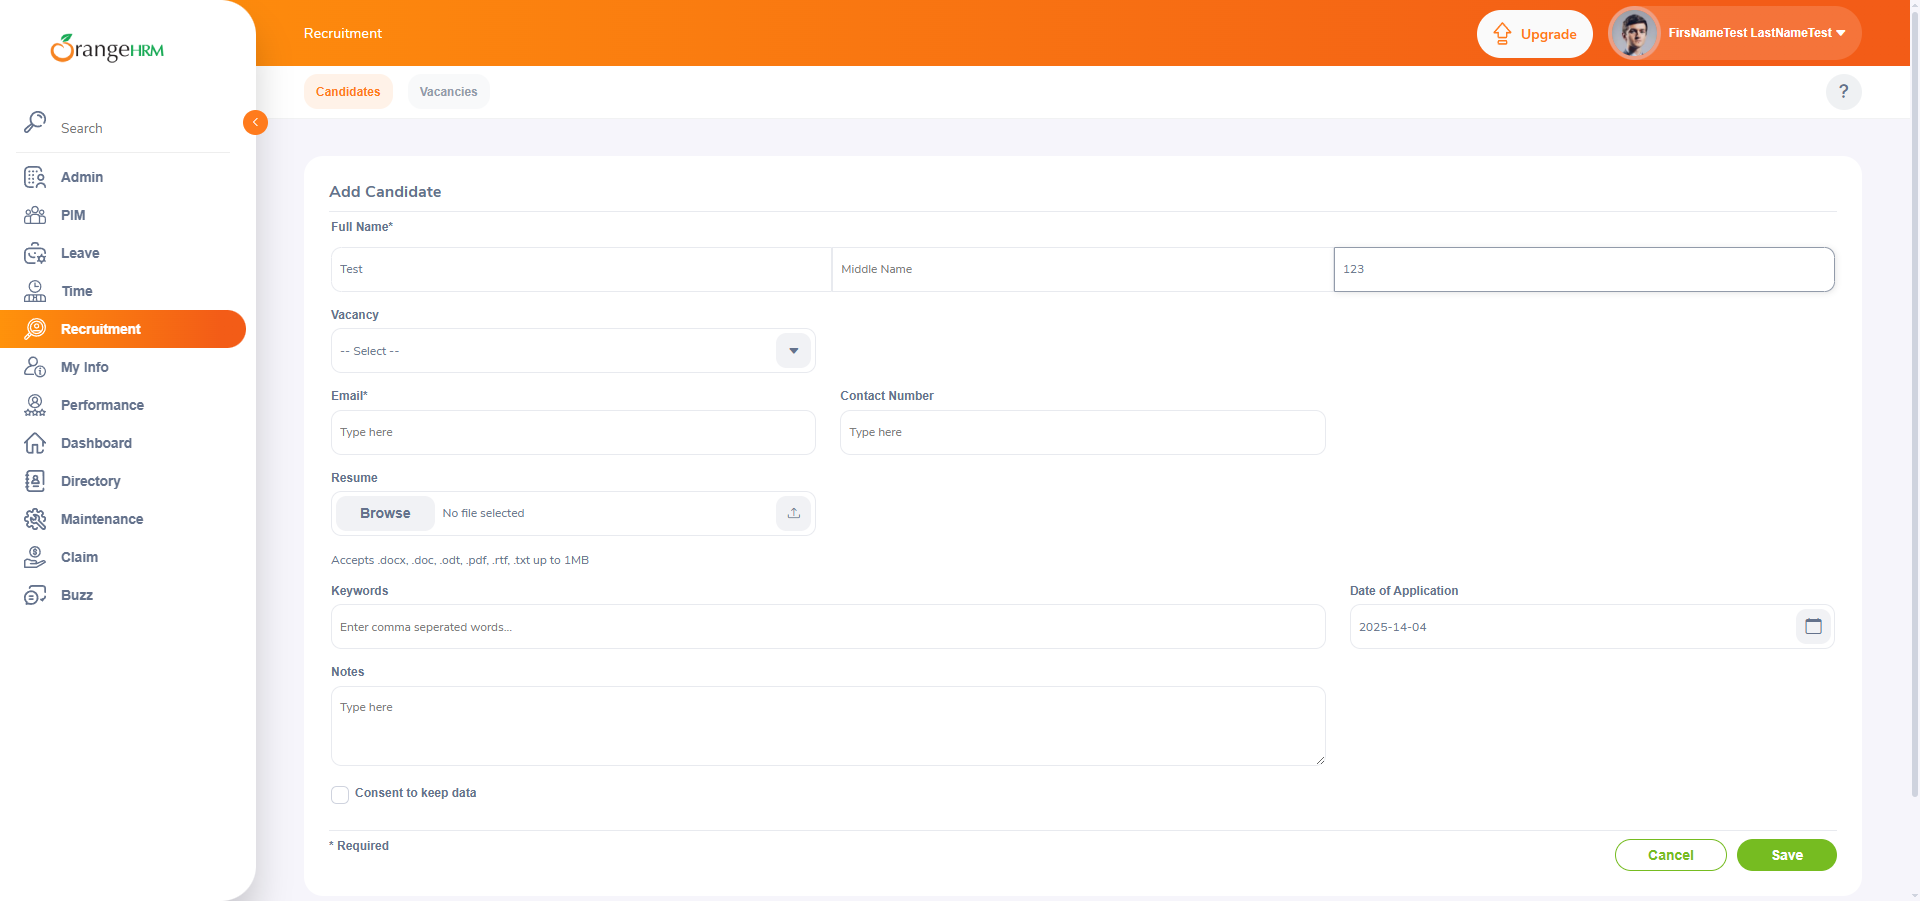 OrangeHRM
Recruitment
Upgrade
FirsNameTest LastNameTest
Candidates
Vacancies
?
Search
Admin
PIM
Leave
Time
Recruitment
My Info
Performance
Dashboard
Directory
Maintenance
Claim
Buzz
Add Candidate
Full Name*
Test
Middle Name
123
Vacancy
-- Select --
Email*
Contact Number
Type here
Type here
Resume
Browse
No file selected
Accepts .docx, .doc, .odt, .pdf, .rtf, .txt up to 1MB
Keywords
Date of Application
Enter comma seperated words...
2025-14-04
Notes
Type here
Consent to keep data
* Required
Cancel
Save